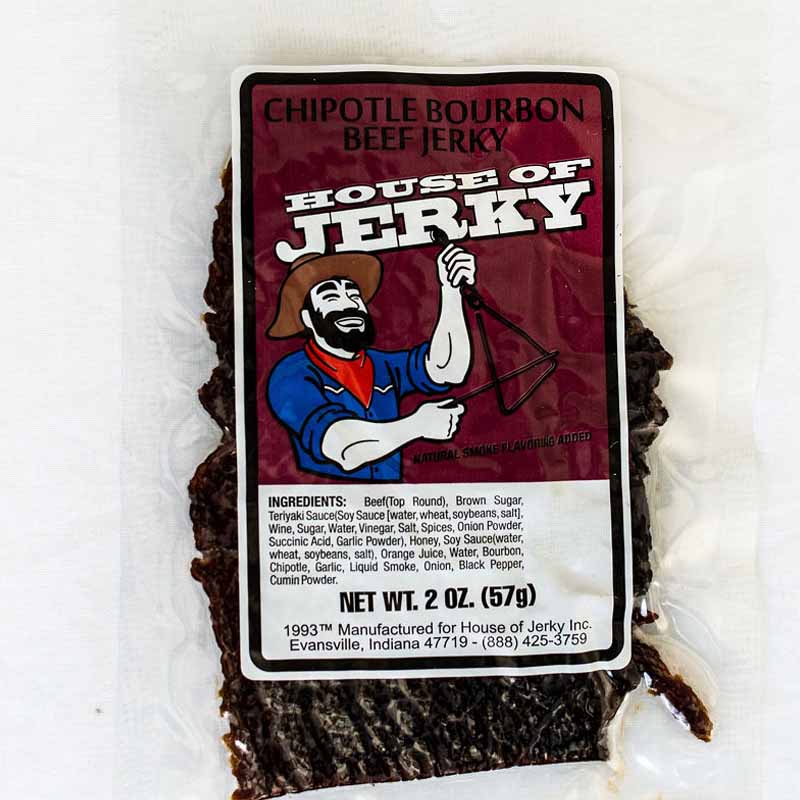 CHIPOTLE BOURBON
BEEF JERKY
HOUSE OF
JERKY
NATURAL SMOKE FLAVORING ADDED
INGREDIENTS: Beef(Top Round), Brown Sugar,
Teriyaki Sauce(Soy Sauce [water, wheat, soybeans, salt],
Wine, Sugar, Water, Vinegar, Salt, Spices, Onion Powder,
Succinic Acid, Garlic Powder), Honey, Soy Sauce(water,
wheat, soybeans, salt), Orange Juice, Water, Bourbon,
Chipotle, Garlic, Liquid Smoke, Onion, Black Pepper,
Cumin Powder.
NET WT. 2 OZ. (57g)
1993™ Manufactured for House of Jerky Inc.
Evansville, Indiana 47719 - (888) 425-3759